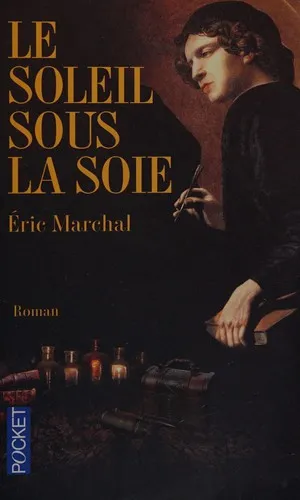 LE
SOLEIL
SOUS
LA SOIE
Éric Marchal
Roman
POCKET